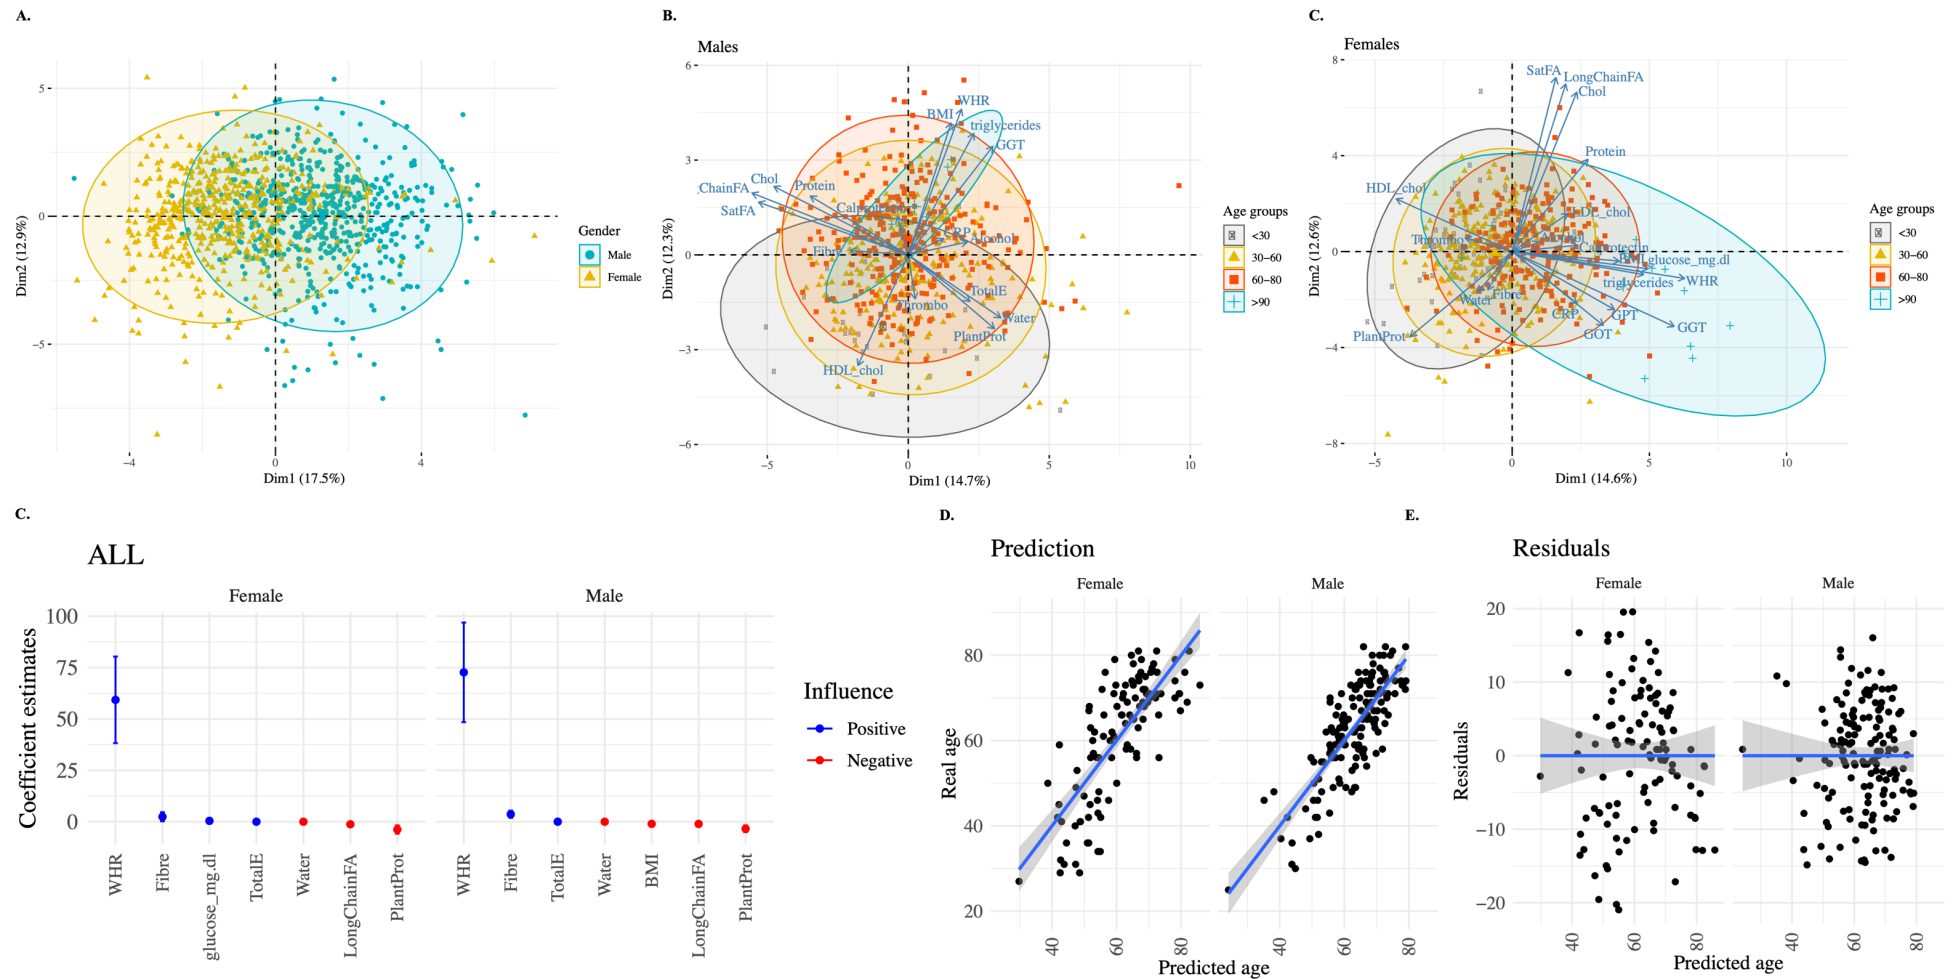 A.
5
0
−5
−4
0
4
Dim1 (17.5%)
Dim2 (12.9%)
Gender
Male
Female
B.
Males
6
3
0
−3
−6
−5
0
5
10
Dim1 (14.7%)
Dim2 (12.3%)
WHR
BMI
triglycerides
GGT
Chol
ChainFA
Protein
SatFA
Calprotectin
CRP
Alcohol
Fibre
TotalE
Thrombo
Water
PlantProt
HDL_chol
Age groups
<30
30−60
60−80
>90
C.
Females
8
4
0
−4
−8
−5
0
5
10
Dim1 (14.6%)
Dim2 (12.6%)
SatFA
LongChainFA
Chol
Protein
HDL_chol
LDL_chol
Thrombo
Alcohol
Calprotectin
BMI
glucose_mg.dl
triglycerides
WHR
Water
Fibre
CRP
GPT
GGT
GOT
PlantProt
Age groups
<30
30−60
60−80
>90
C.
ALL
Female
Male
100
75
50
25
0
Coefficient estimates
WHR
Fibre
glucose_mg.dl
TotalE
Water
LongChainFA
PlantProt
WHR
Fibre
TotalE
Water
BMI
LongChainFA
PlantProt
Influence
Positive
Negative
D.
Prediction
Female
Male
80
60
40
20
Real age
40
60
80
40
60
80
Predicted age
E.
Residuals
Female
Male
20
10
0
−10
−20
Residuals
40
60
80
40
60
80
Predicted age